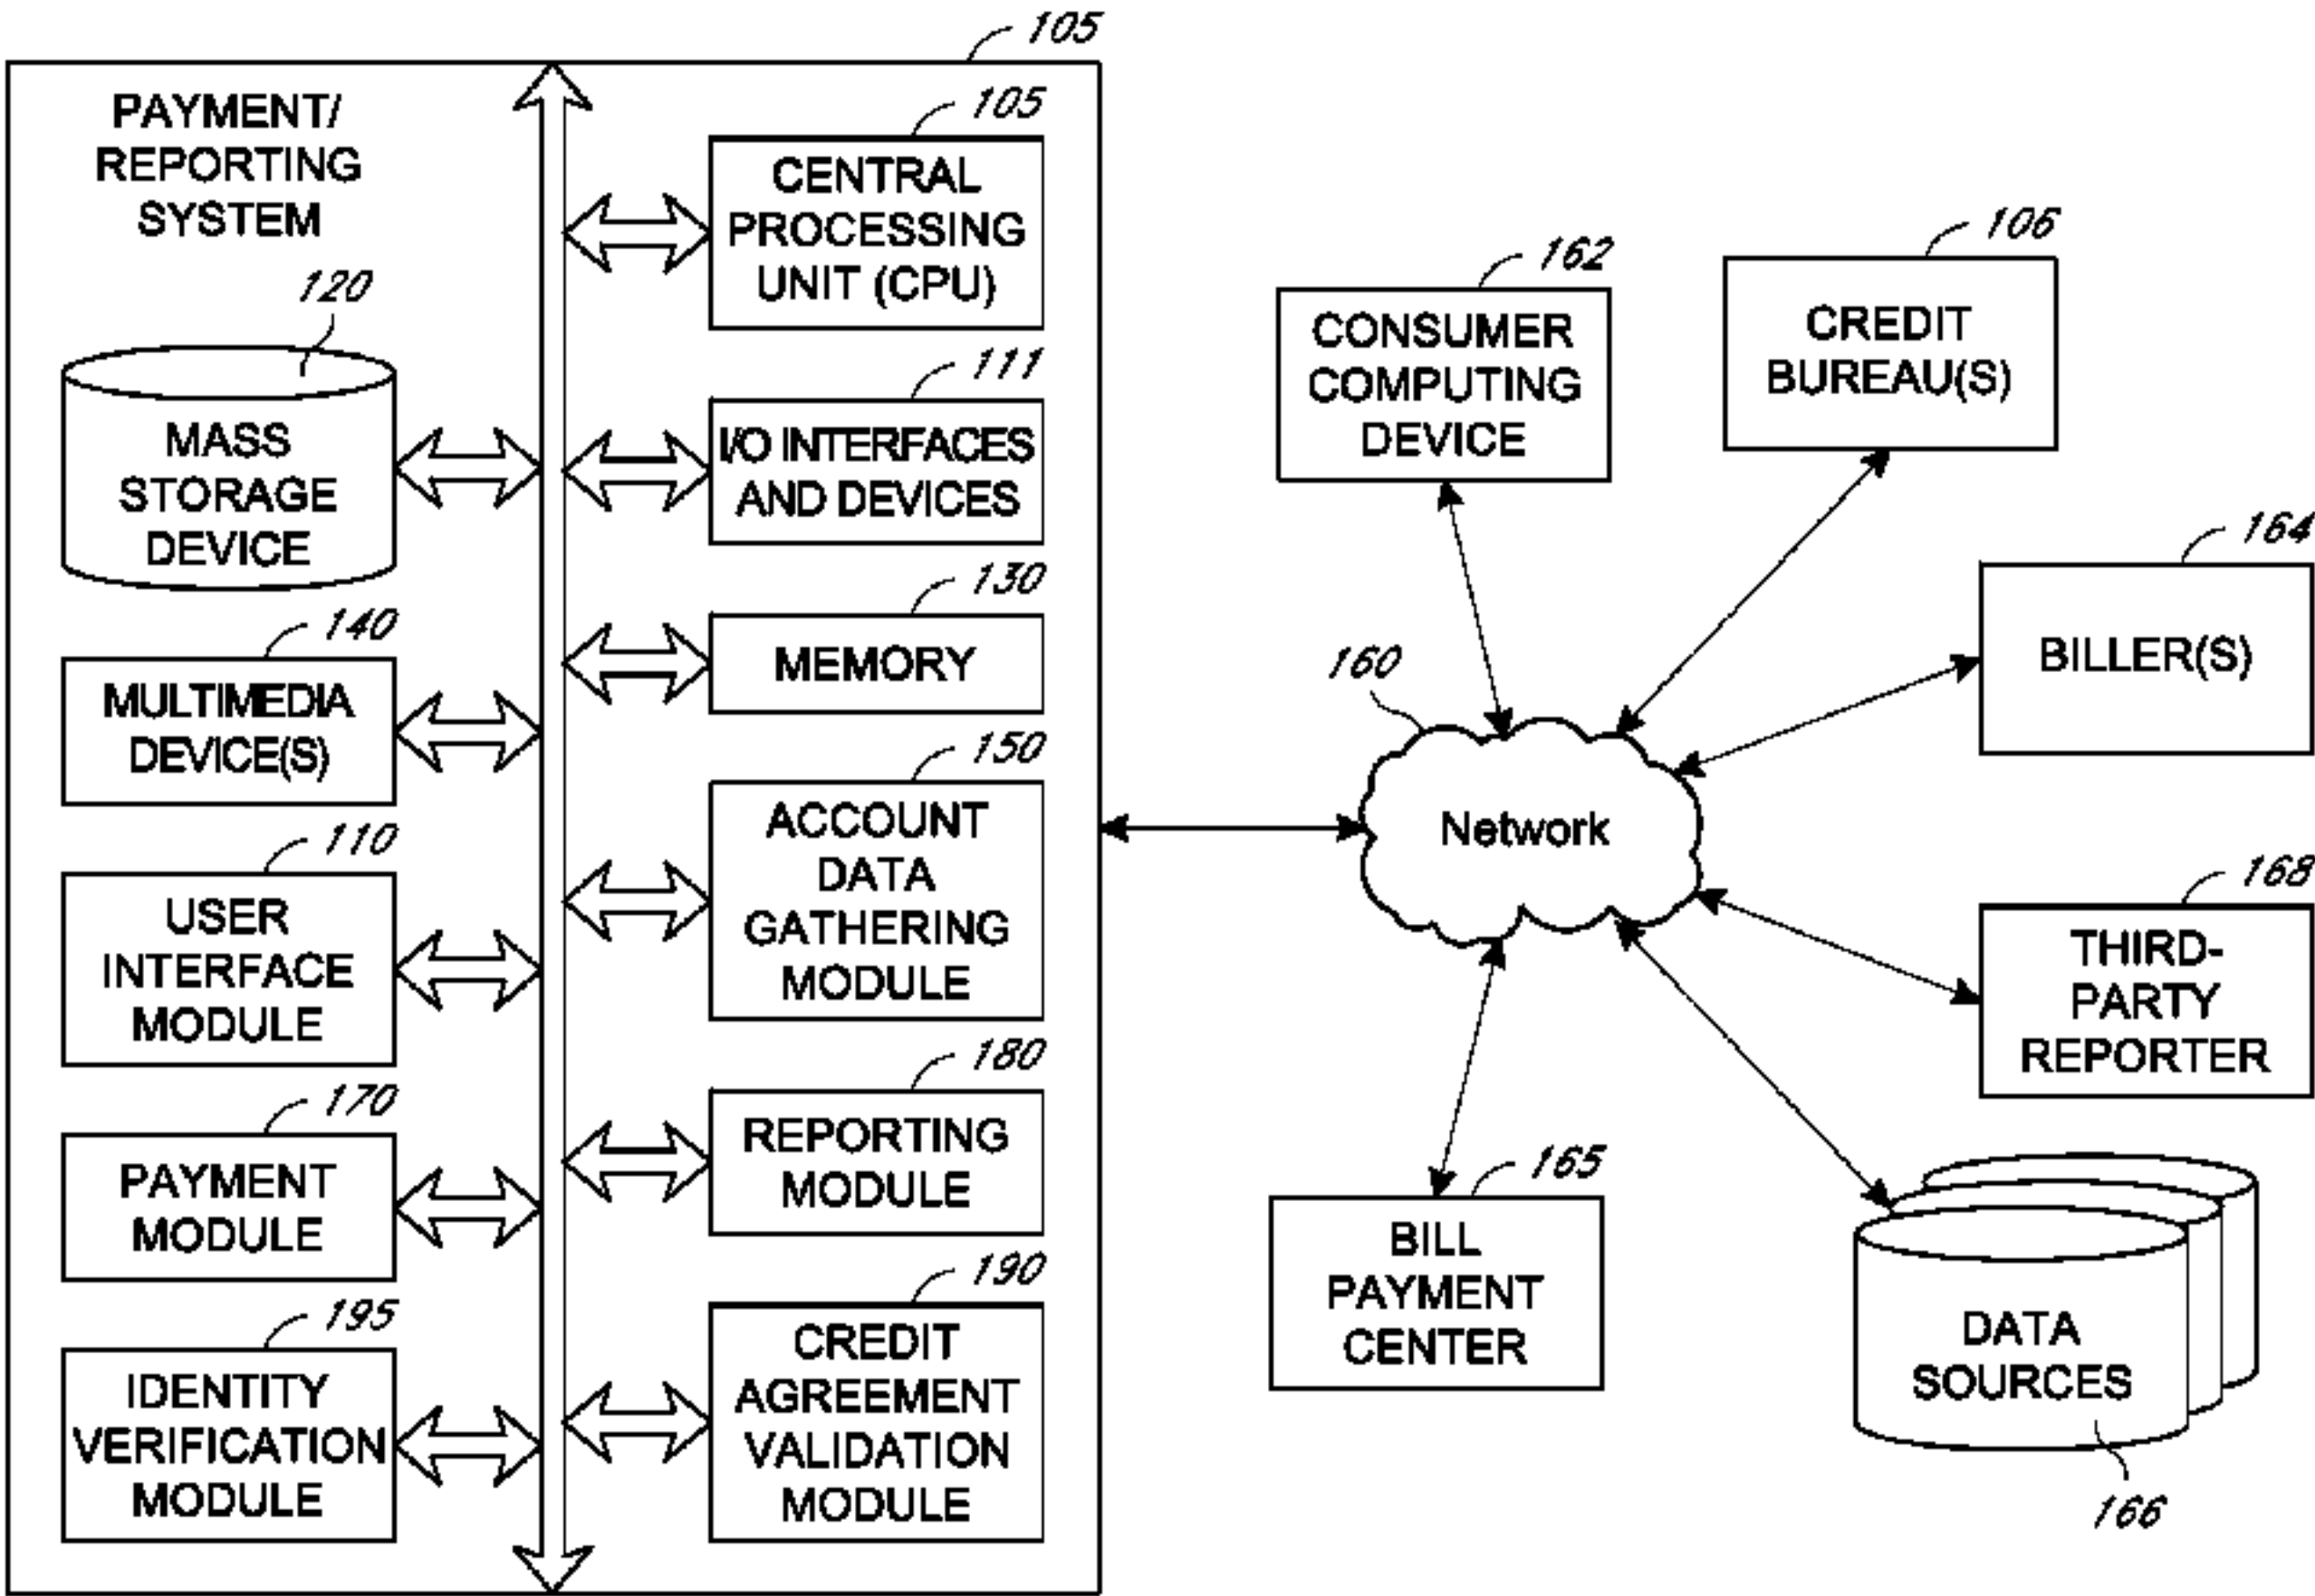 105
PAYMENT/
REPORTING
SYSTEM
120
MASS
STORAGE
DEVICE
140
MULTIMEDIA
DEVICE(S)
110
USER
INTERFACE
MODULE
170
PAYMENT
MODULE
195
IDENTITY
VERIFICATION
MODULE
105
CENTRAL
PROCESSING
UNIT (CPU)
111
I/O INTERFACES
AND DEVICES
130
MEMORY
150
ACCOUNT
DATA
GATHERING
MODULE
180
REPORTING
MODULE
190
CREDIT
AGREEMENT
VALIDATION
MODULE
162
CONSUMER
COMPUTING
DEVICE
106
CREDIT
BUREAU(S)
164
BILLER(S)
160
Network
168
THIRD-
PARTY
REPORTER
165
BILL
PAYMENT
CENTER
DATA
SOURCES
166